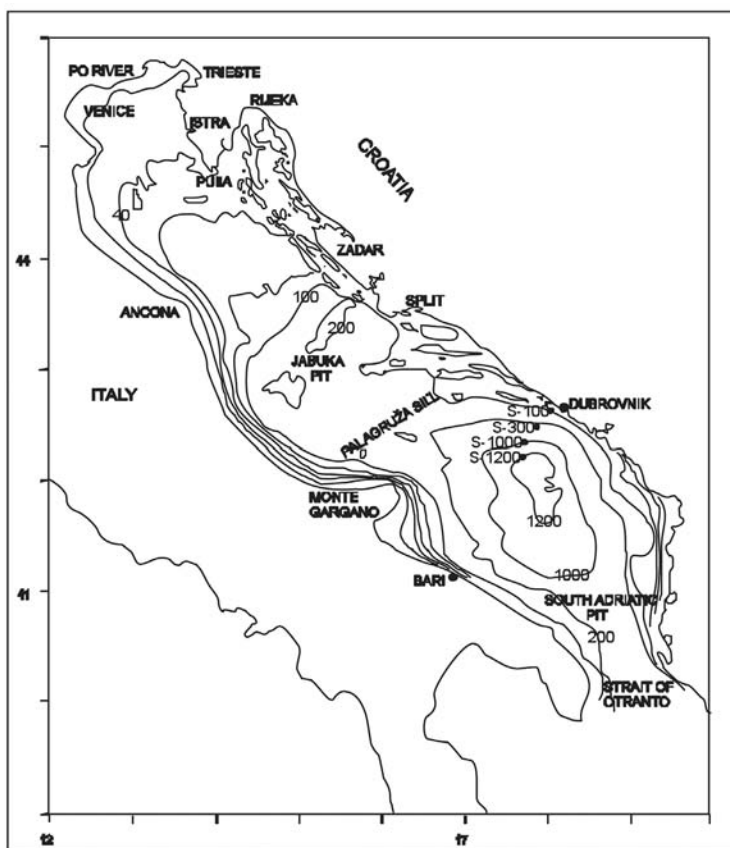 PO RIVER
TRIESTE
VENICE
RIJEKA
ISTRA
CROATIA
PULA
40
44
ZADAR
100
ANCONA
SPLIT
200
JABUKA
PIT
ITALY
DUBROVNIK
S-100
S-300
PALAGRUŽA SILL
S-1000
S-1200
MONTE
GARGANO
1200
BARI
1000
41
SOUTH ADRIATIC
PIT
200
STRAIT OF
OTRANTO
12
17